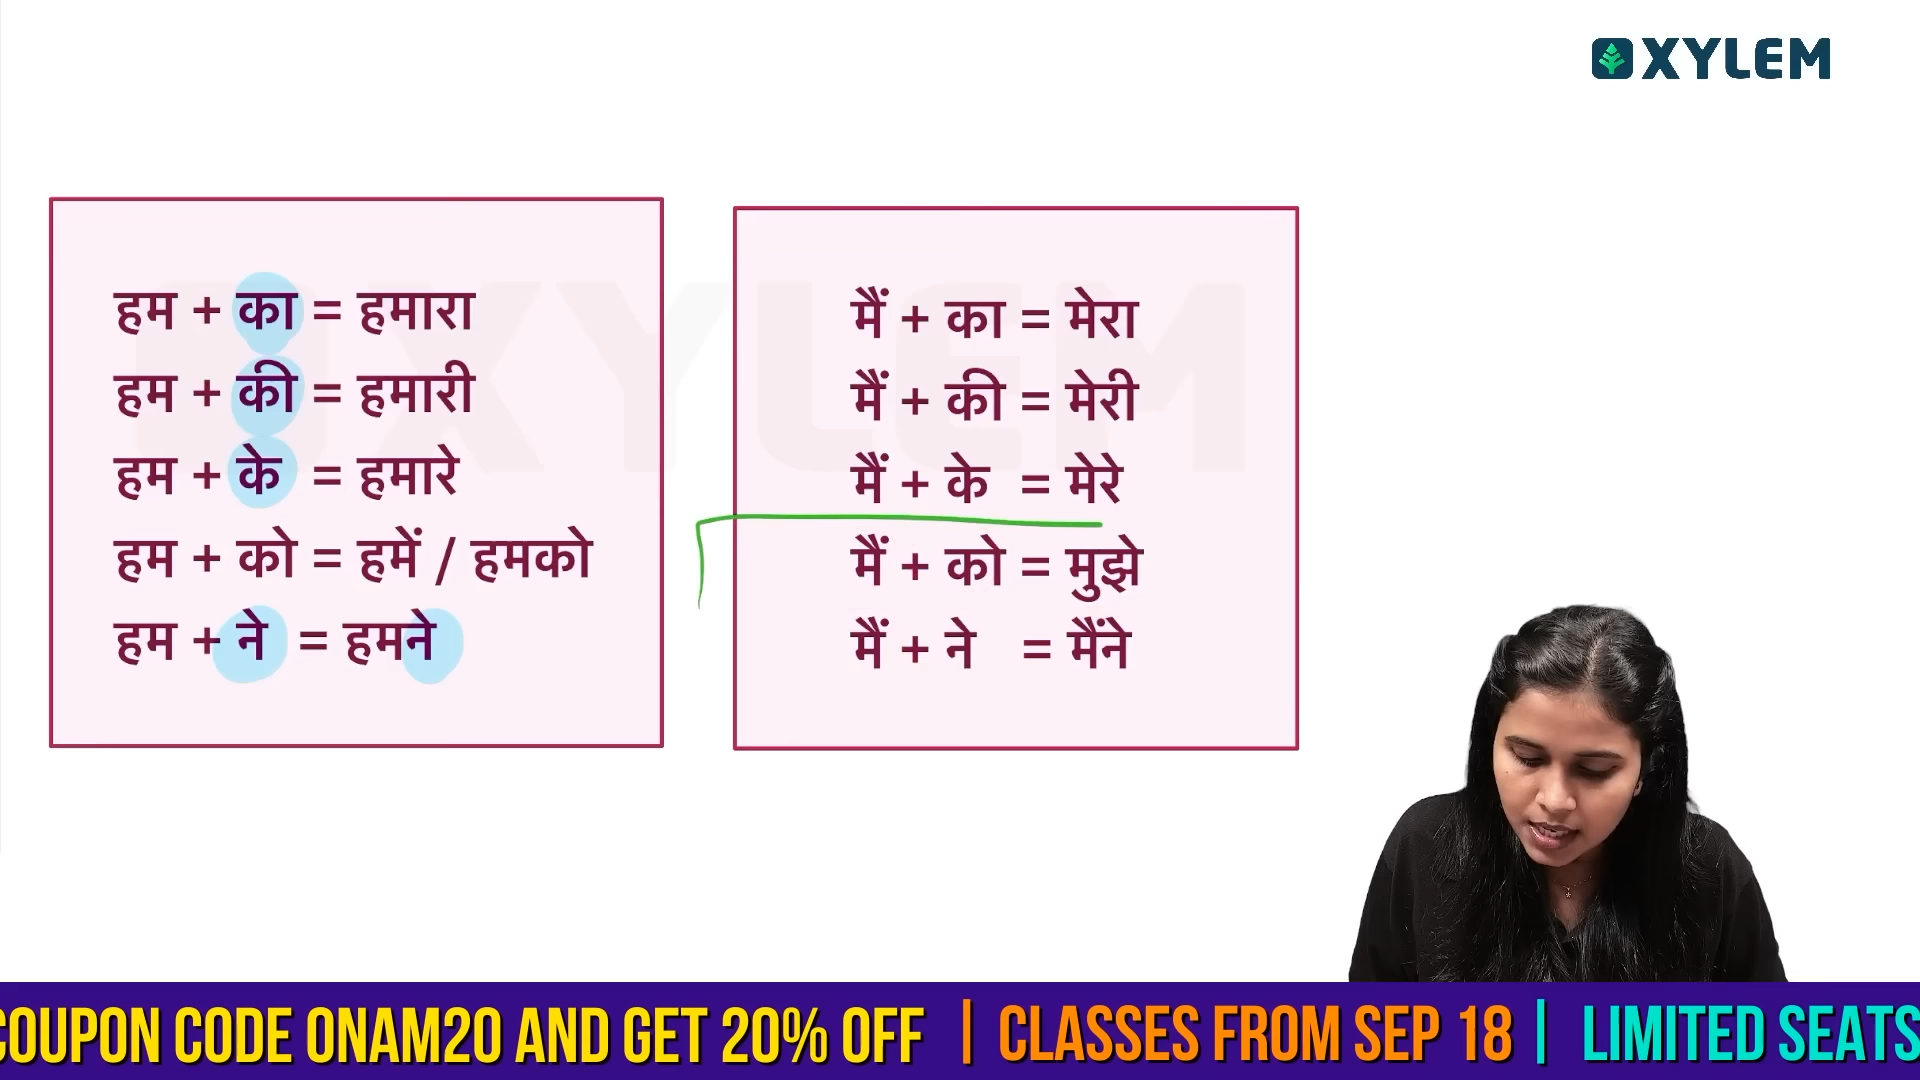 XYLEM
हम + का = हमारा
हम + की = हमारी
हम + के = हमारे
हम + को = हमें / हमको
हम + ने = हमने
मैं + का = मेरा
मैं + की = मेरी
मैं + के = मेरे
मैं + को = मुझे
मैं + ने = मैंने
COUPON CODE ONAM20 AND GET 20% OFF | CLASSES FROM SEP 18 | LIMITED SEATS